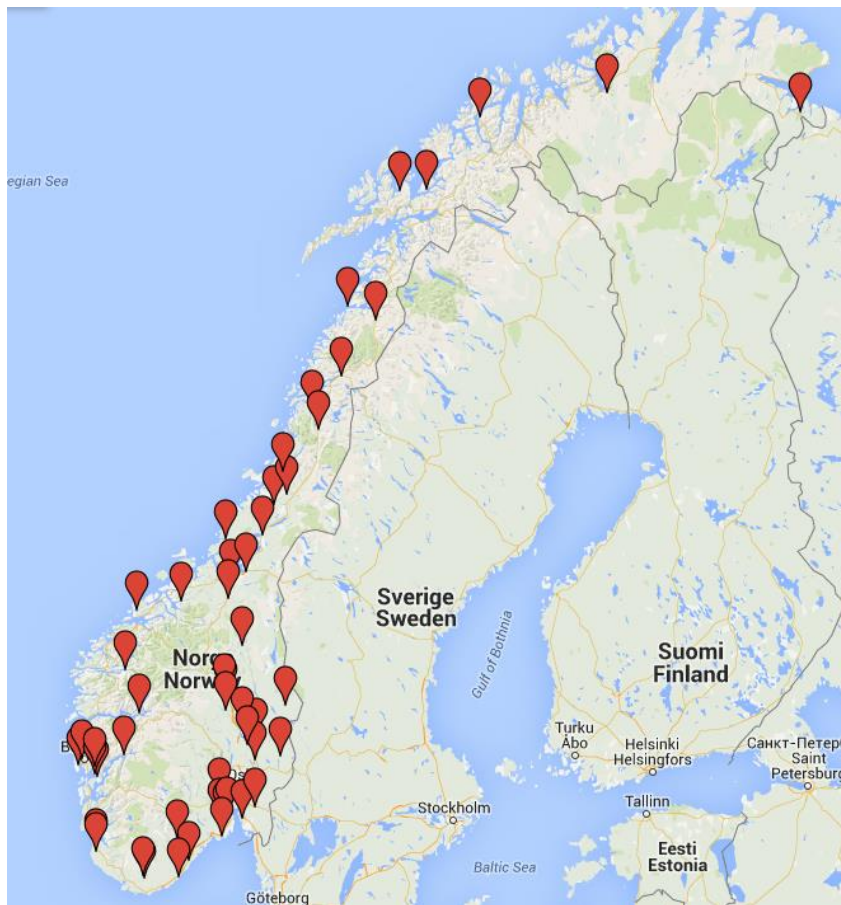 egian Sea
Sverige
Sweden
Gulf of Bothnia
Norg
Norway
Suomi
Finland
Turku
Åbo
Helsinki
Helsingfors
Санкт-Петер
Saint
Petersburg
Stockholm
Tallinn
Eesti
Estonia
Baltic Sea
Göteborg